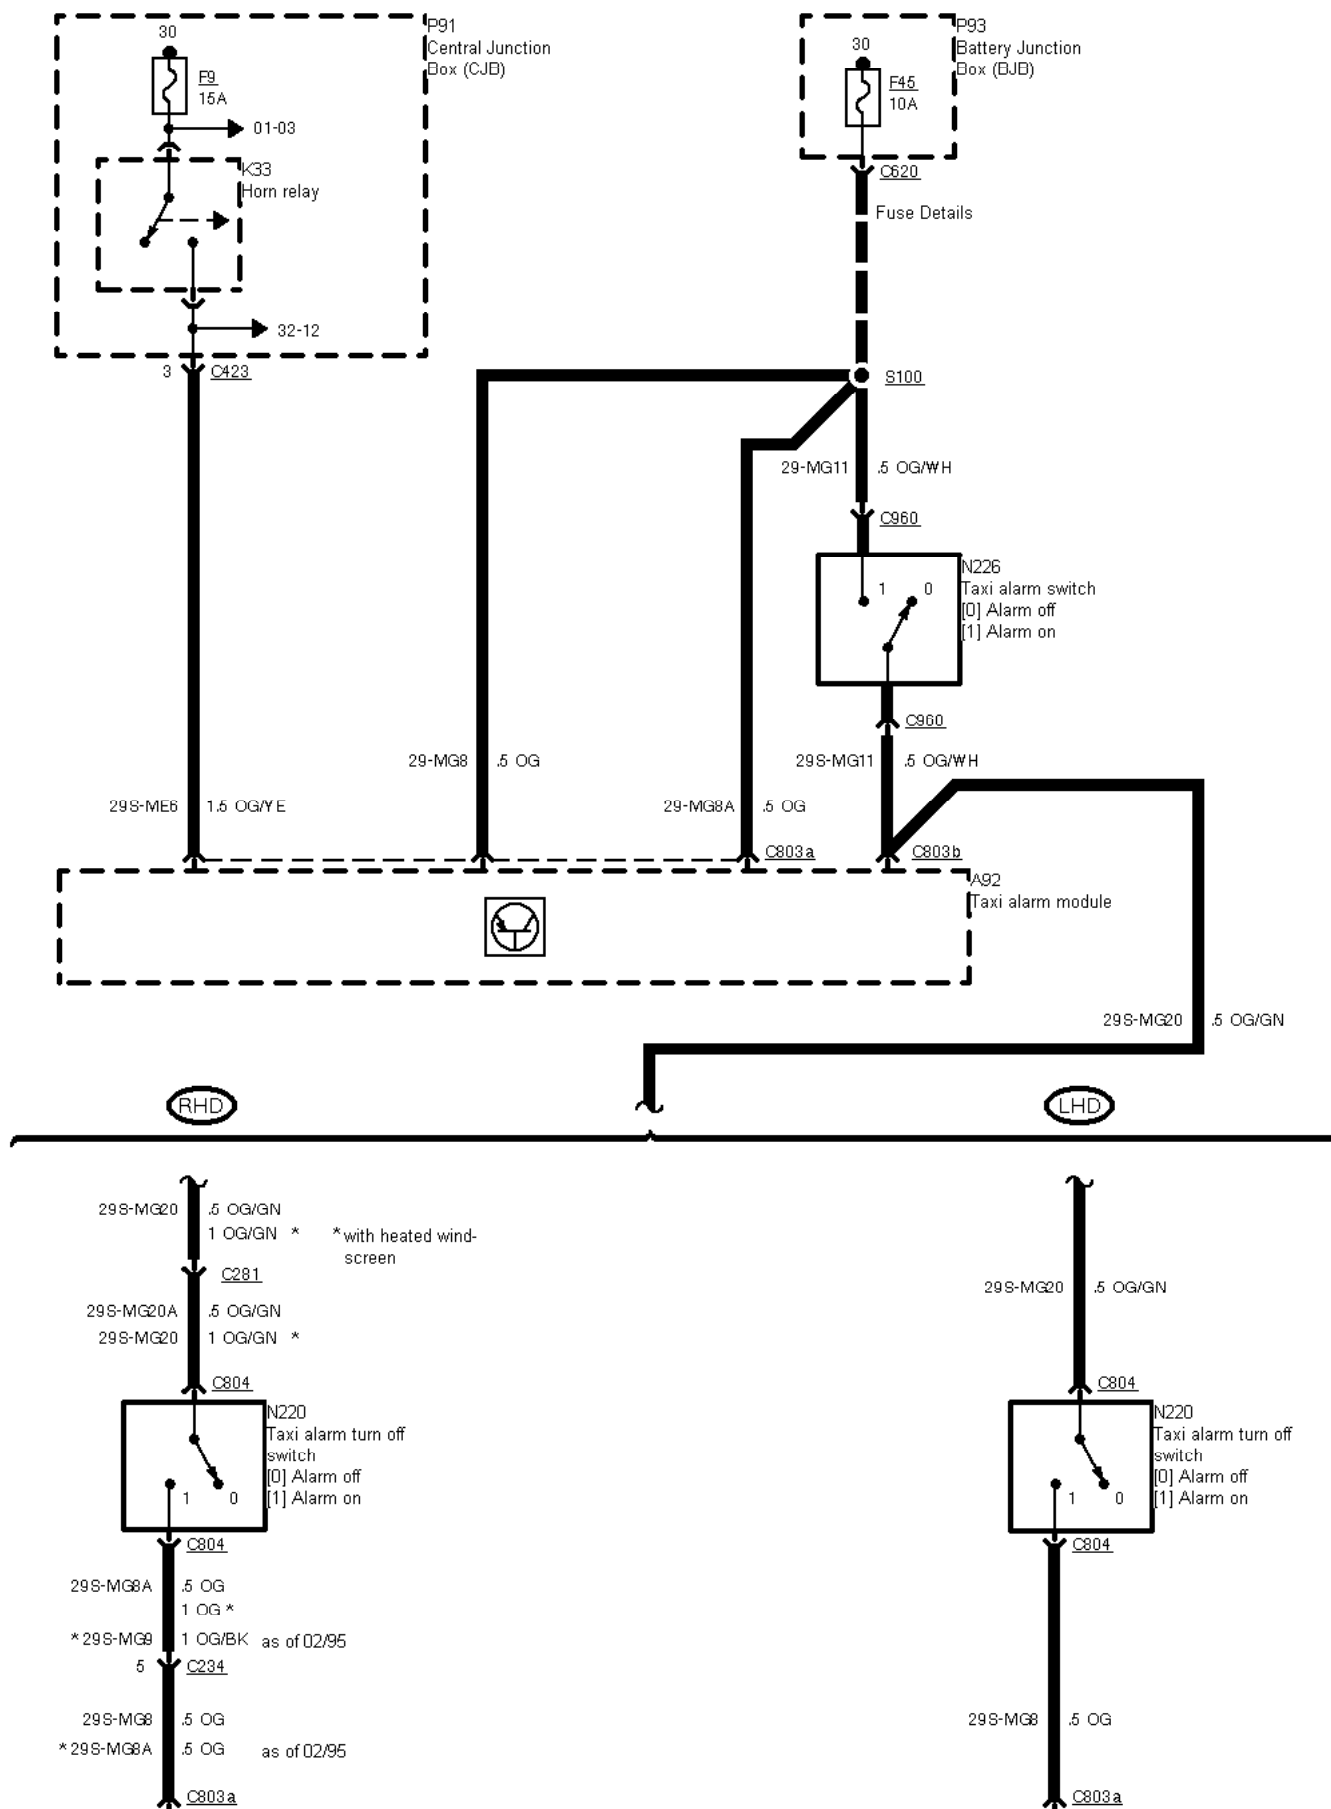 P91
Central Junction
Box (CJB)
30
F9
15A
01-03
K33
Horn relay
32-12
3
C423
P93
Battery Junction
Box (BJB)
30
F45
10A
C620
Fuse Details
S100
29-MG11
.5 OG/WH
C960
N226
Taxi alarm switch
[0] Alarm off
[1] Alarm on
1
0
C960
29-MG8
.5 OG
29S-MG11
.5 OG/WH
29S-ME6
1.5 OG/YE
29-MG8A
.5 OG
C803a
C803b
A92
Taxi alarm module
29S-MG20
.5 OG/GN
RHD
LHD
29S-MG20
.5 OG/GN
1 OG/GN *
* with heated wind-
screen
C281
29S-MG20A
.5 OG/GN
29S-MG20
1 OG/GN *
C804
N220
Taxi alarm turn off
switch
[0] Alarm off
[1] Alarm on
1
0
C804
29S-MG8A
.5 OG
1 OG *
* 29S-MG9
1 OG/BK
as of 02/95
5
C234
29S-MG8
.5 OG
* 29S-MG8A
.5 OG
as of 02/95
C803a
29S-MG20
.5 OG/GN
C804
N220
Taxi alarm turn off
switch
[0] Alarm off
[1] Alarm on
1
0
C804
29S-MG8
.5 OG
C803a